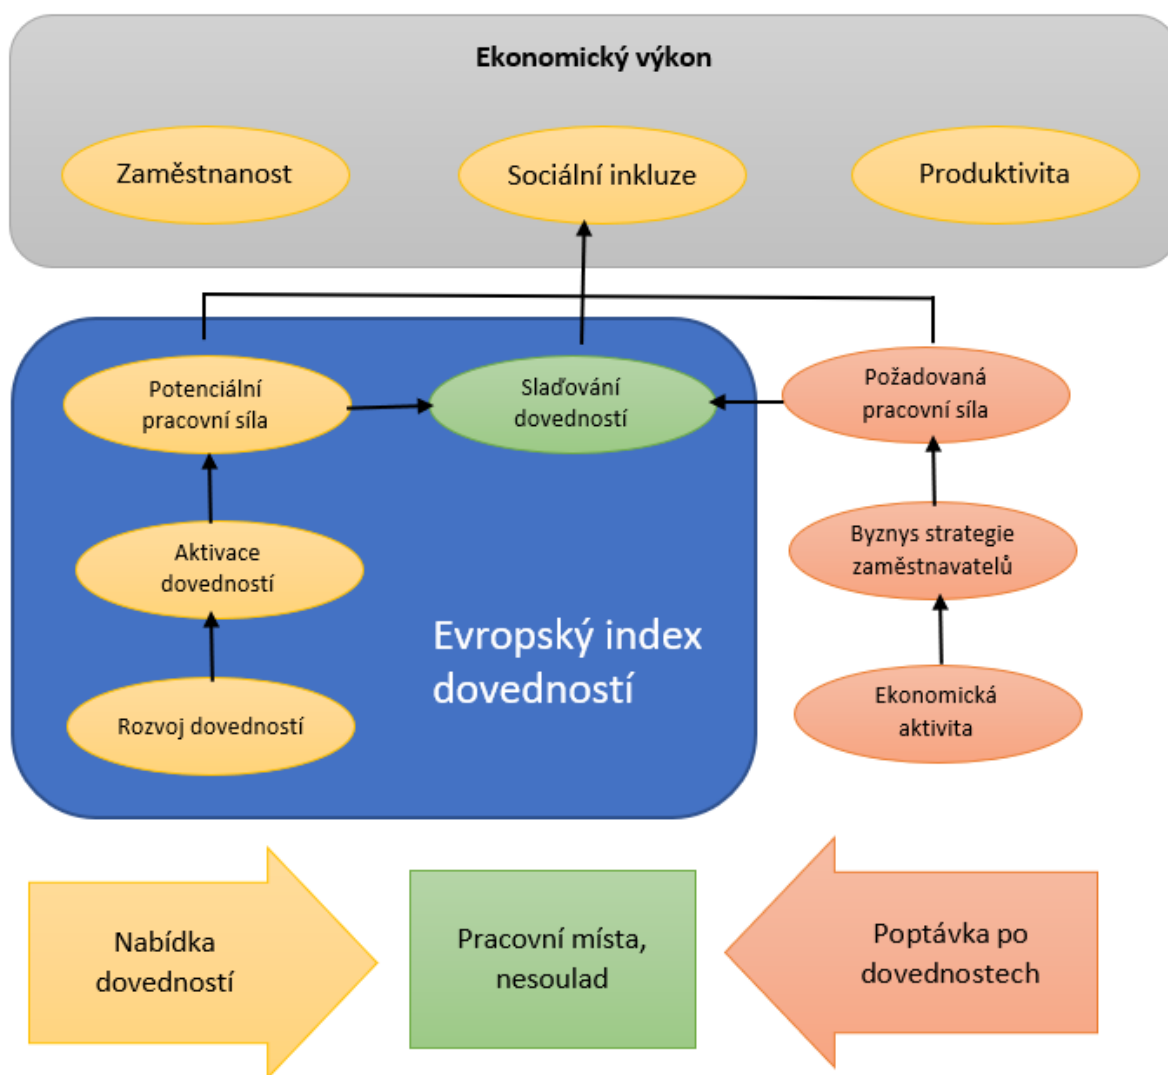 Ekonomický výkon
Zaměstnanost
Sociální inkluze
Produktivita
Potenciální
pracovní síla
Slaďování
dovedností
Požadovaná
pracovní síla
Aktivace
dovedností
Byznys strategie
zaměstnavatelů
Evropský index
dovedností
Rozvoj dovedností
Ekonomická
aktivita
Nabídka
dovedností
Pracovní místa,
nesoulad
Poptávka po
dovednostech